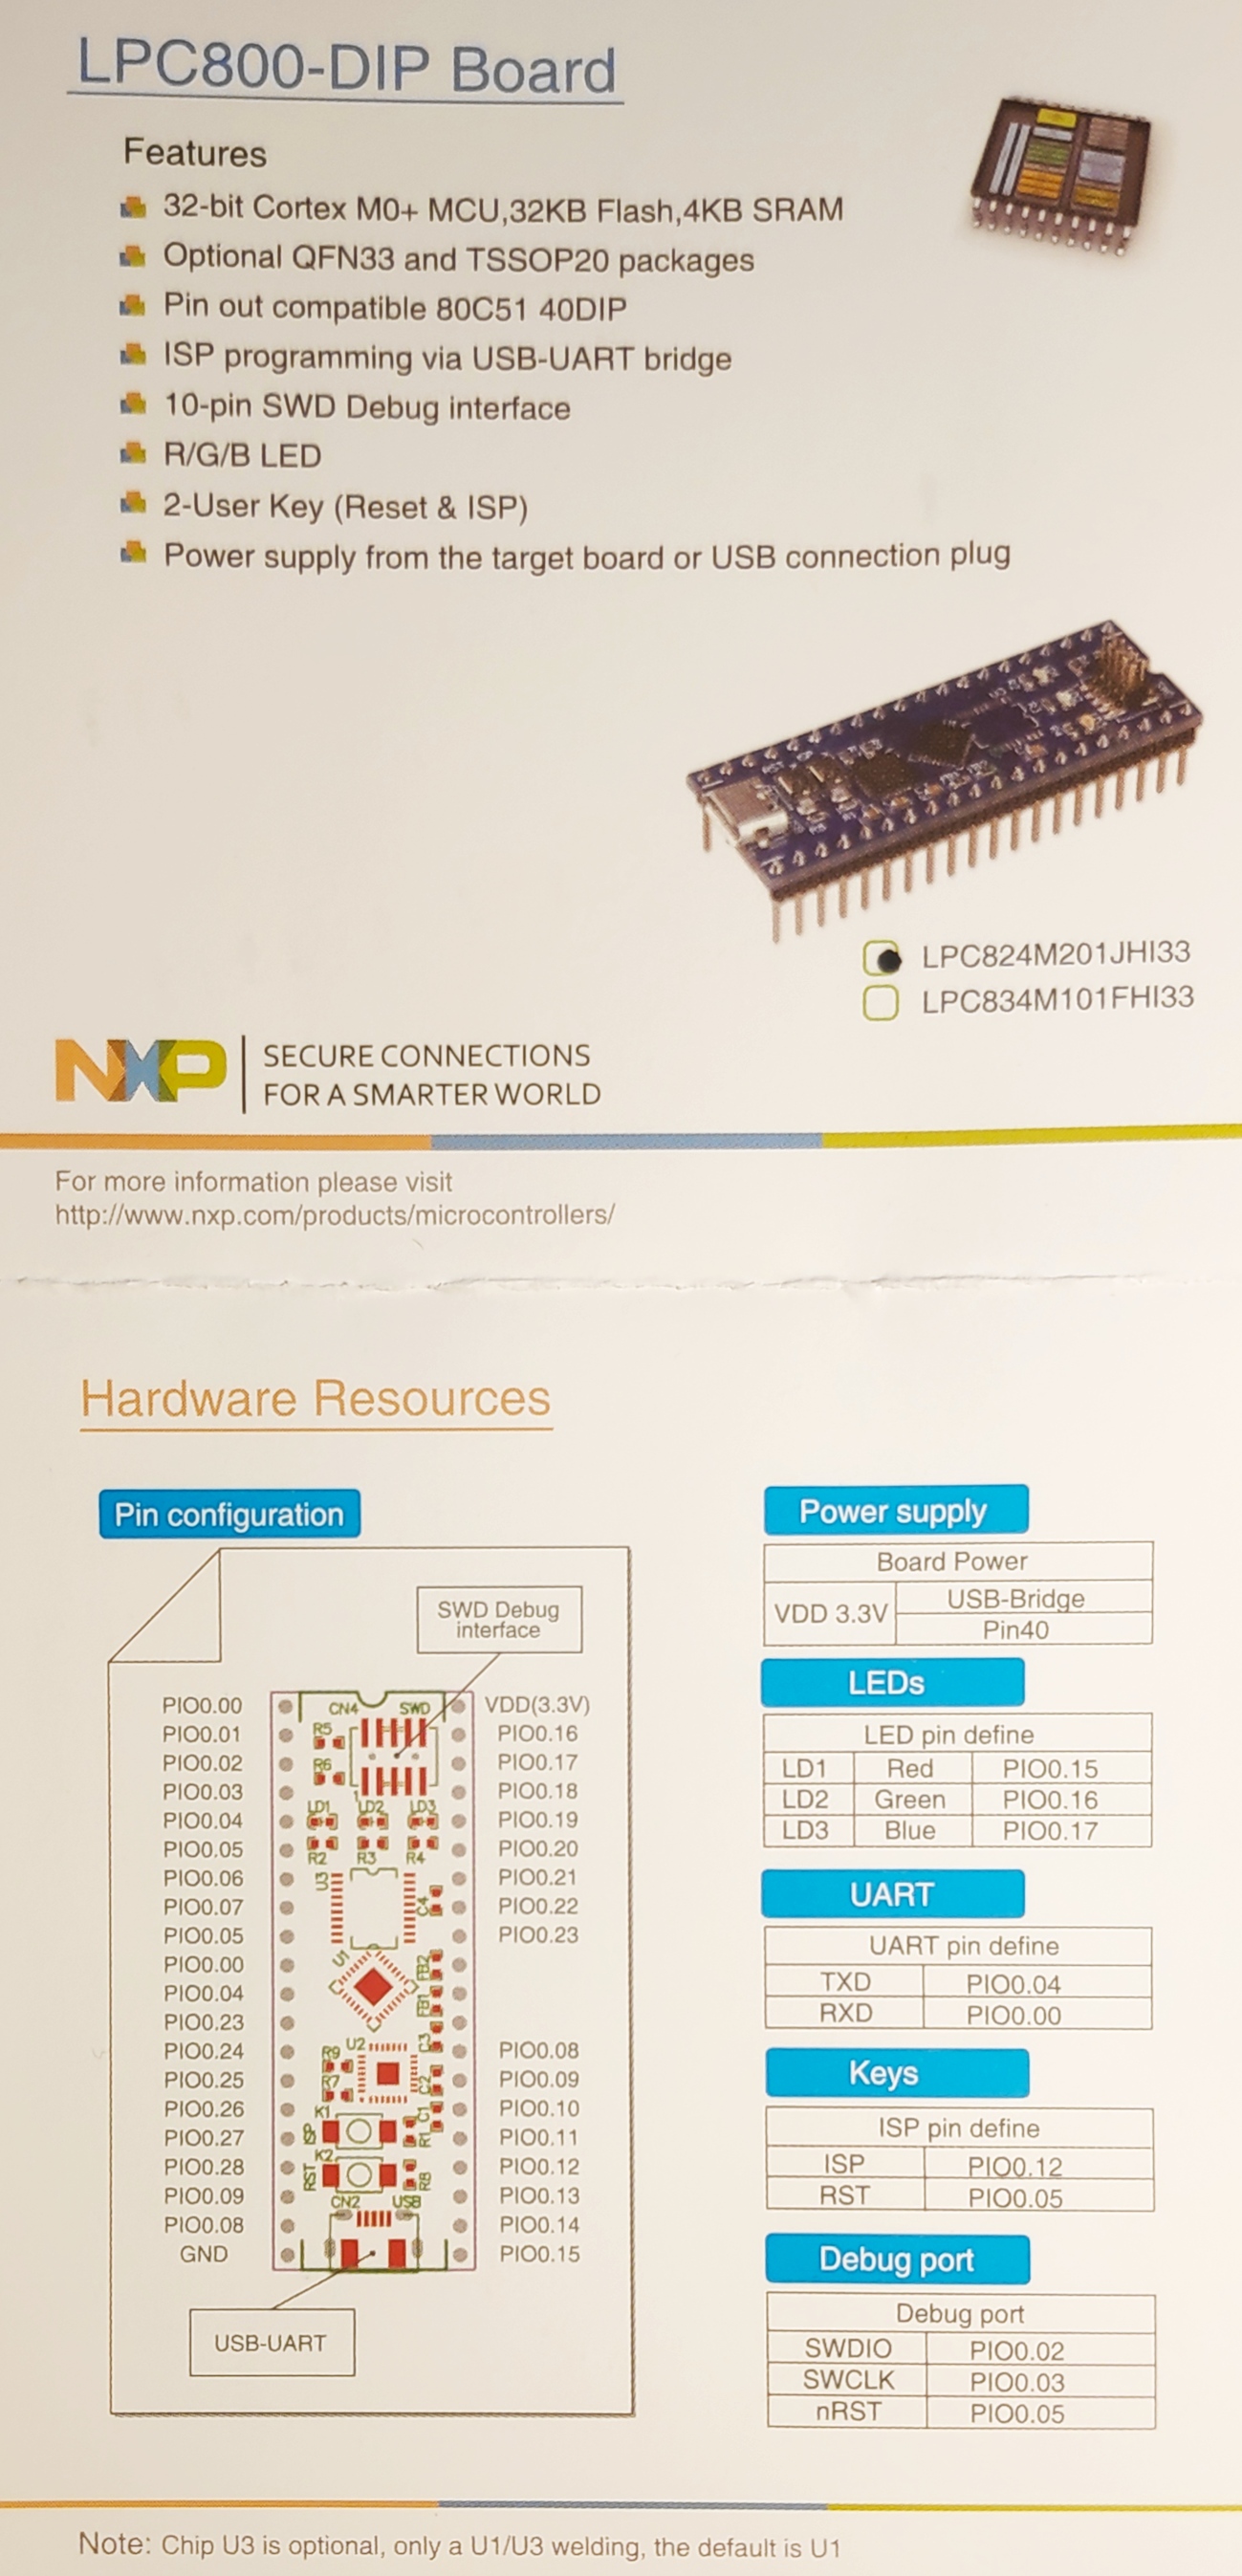 LPC800-DIP Board
Features
32-bit Cortex M0+ MCU,32KB Flash,4KB SRAM
Optional QFN33 and TSSOP20 packages
Pin out compatible 80C51 40DIP
ISP programming via USB-UART bridge
10-pin SWD Debug interface
R/G/B LED
2-User Key (Reset & ISP)
Power supply from the target board or USB connection plug
LPC824M201JHI33
LPC834M101FHI33
NXP
SECURE CONNECTIONS
FOR A SMARTER WORLD
For more information please visit
http://www.nxp.com/products/microcontrollers/
Hardware Resources
Pin configuration
SWD Debug
interface
PIO0.00
PIO0.01
PIO0.02
PIO0.03
PIO0.04
PIO0.05
PIO0.06
PIO0.07
PIO0.05
PIO0.00
PIO0.04
PIO0.23
PIO0.24
PIO0.25
PIO0.26
PIO0.27
PIO0.28
PIO0.09
PIO0.08
GND
CN4 SWD
R5
R6
1
LD1 LD2 LD3
R2 R3 R4
U3
C4
U1
FB2
FB1
C3
U2
R9
R7
C2
C1
K1
ISP
R1
K2
RST
R8
CN2 USB
VDD(3.3V)
PIO0.16
PIO0.17
PIO0.18
PIO0.19
PIO0.20
PIO0.21
PIO0.22
PIO0.23
PIO0.08
PIO0.09
PIO0.10
PIO0.11
PIO0.12
PIO0.13
PIO0.14
PIO0.15
USB-UART
Power supply
Board Power
VDD 3.3V USB-Bridge
Pin40
LEDs
LED pin define
LD1 Red PIO0.15
LD2 Green PIO0.16
LD3 Blue PIO0.17
UART
UART pin define
TXD PIO0.04
RXD PIO0.00
Keys
ISP pin define
ISP PIO0.12
RST PIO0.05
Debug port
Debug port
SWDIO PIO0.02
SWCLK PIO0.03
nRST PIO0.05
Note: Chip U3 is optional, only a U1/U3 welding, the default is U1